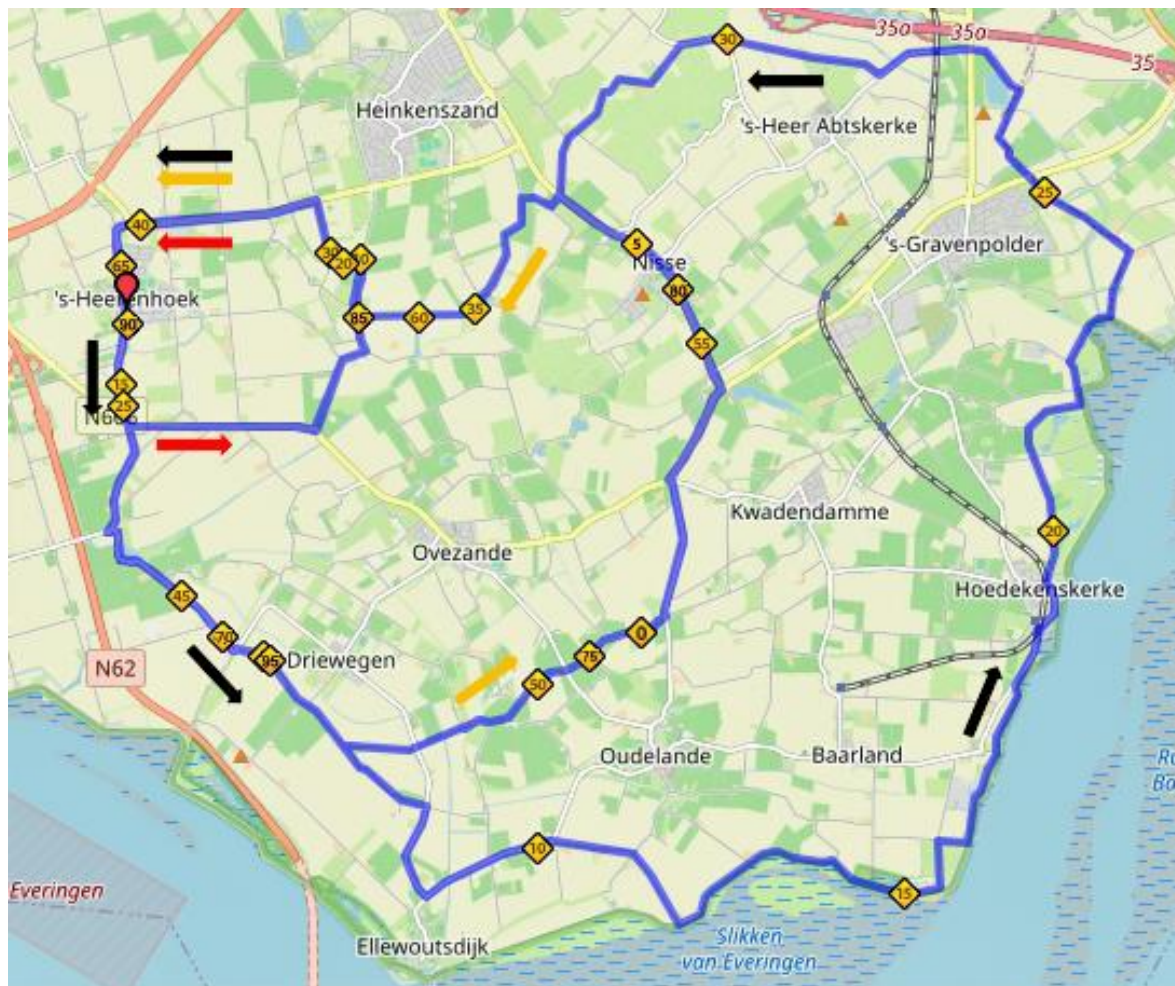 35a
35a
35
30
Heinkenszand
's-Heer Abtskerke
25
40
5
's-Gravenpolder
30
20
Nisse
65
's-Heerenhoek
80
90
85
60
35
55
15
25
Kwadendamme
20
Ovezande
Hoedekenskerke
45
70
0
95
Driewegen
75
N62
50
Oudelande
Baarland
10
Everingen
15
Ellewoutsdijk
Slikken
van Everingen